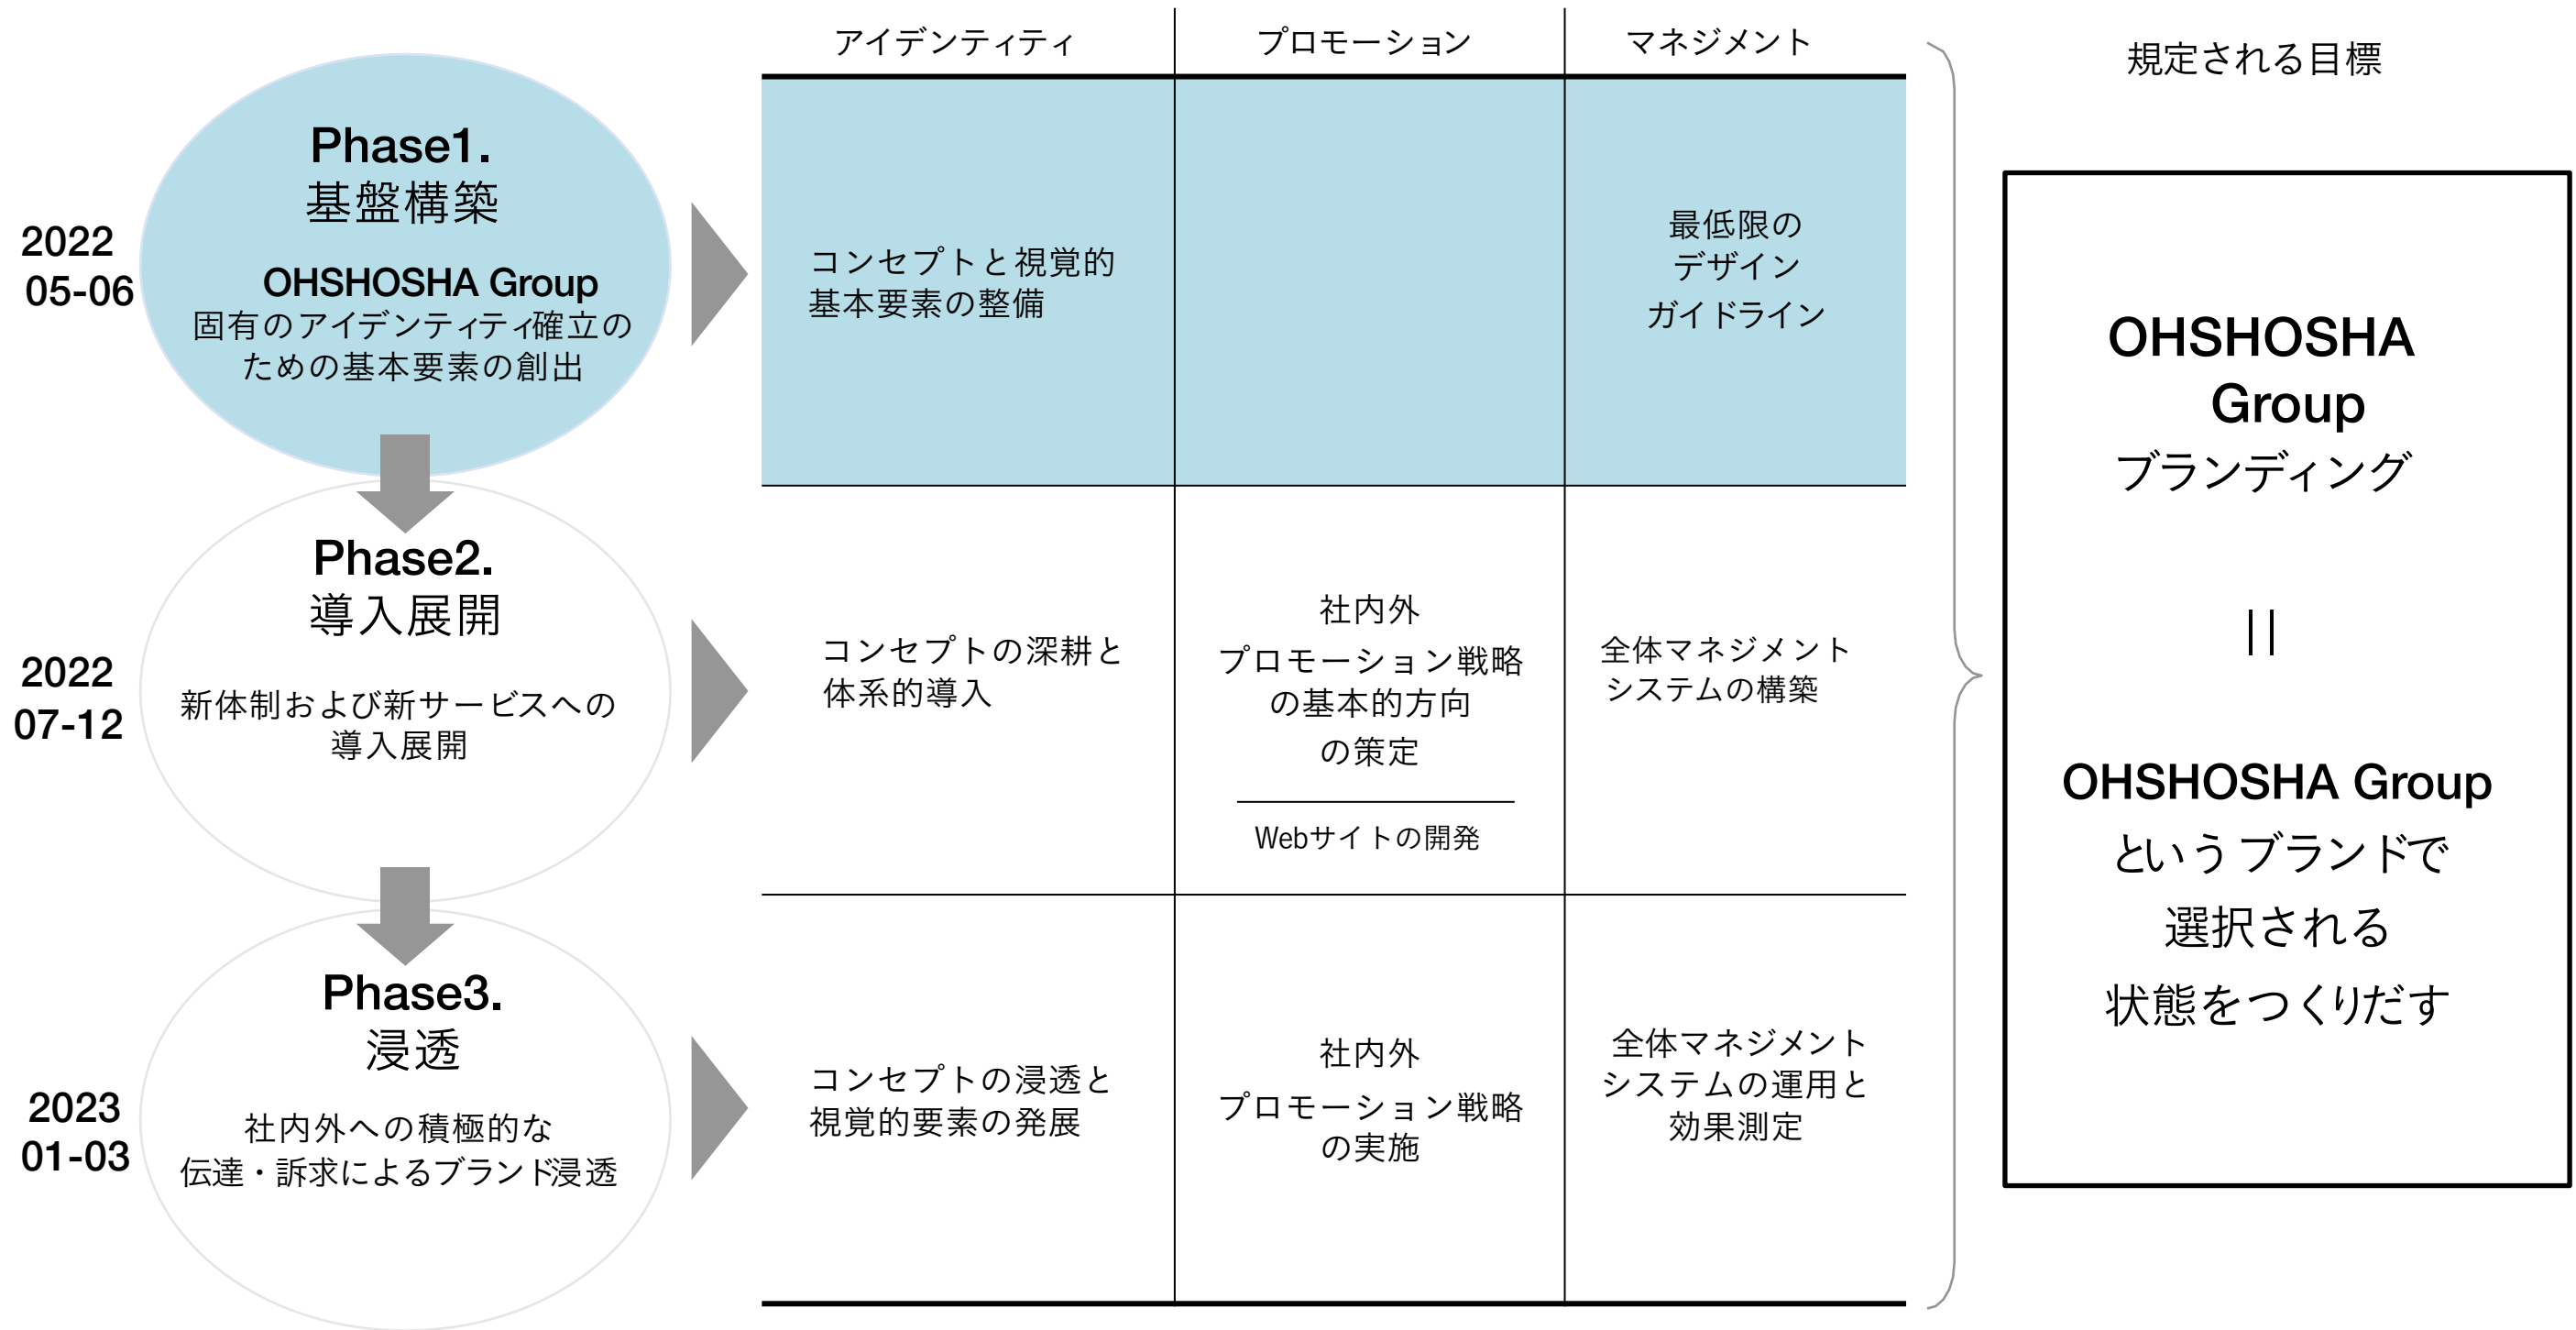 アイデンティティ
プロモーション
マネジメント
規定される目標
2022
05-06
Phase1.
基盤構築
OHSHOSHA Group
固有のアイデンティティ確立の
ための基本要素の創出
コンセプトと視覚的
基本要素の整備
最低限の
デザイン
ガイドライン
2022
07-12
Phase2.
導入展開
新体制および新サービスへの
導入展開
コンセプトの深耕と
体系的導入
社内外
プロモーション戦略
の基本的方向
の策定
Webサイトの開発
全体マネジメント
システムの構築
2023
01-03
Phase3.
浸透
社内外への積極的な
伝達・訴求によるブランド浸透
コンセプトの浸透と
視覚的要素の発展
社内外
プロモーション戦略
の実施
全体マネジメント
システムの運用と
効果測定
OHSHOSHA
Group
ブランディング
||
OHSHOSHA Group
というブランドで
選択される
状態をつくりだす